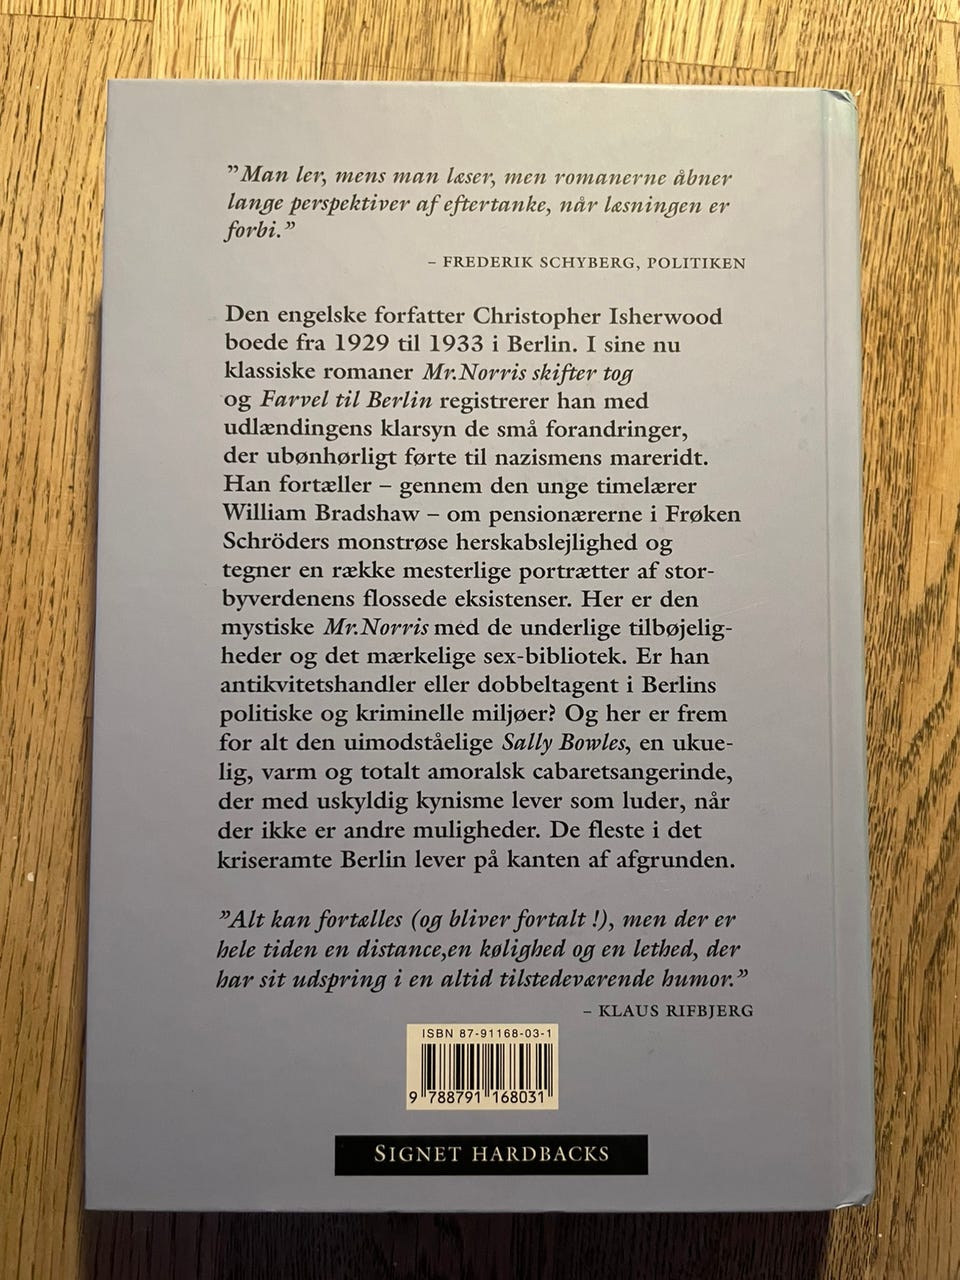 ”Man ler, mens man læser, men romanerne åbner
lange perspektiver af eftertanke, når læsningen er
forbi.”
– FREDERIK SCHYBERG, POLITIKEN
Den engelske forfatter Christopher Isherwood
boede fra 1929 til 1933 i Berlin. I sine nu
klassiske romaner Mr.Norris skifter tog
og Farvel til Berlin registrerer han med
udlændingens klarsyn de små forandringer,
der ubønhørligt førte til nazismens mareridt.
Han fortæller – gennem den unge timelærer
William Bradshaw – om pensionærerne i Frøken
Schröders monstrøse herskabslejlighed og
tegner en række mesterlige portrætter af stor-
byverdenens flossede eksistenser. Her er den
mystiske Mr.Norris med de underlige tilbøjelig-
heder og det mærkelige sex-bibliotek. Er han
antikvitetshandler eller dobbeltagent i Berlins
politiske og kriminelle miljøer? Og her er frem
for alt den uimodståelige Sally Bowles, en ukue-
lig, varm og totalt amoralsk cabaretsangerinde,
der med uskyldig kynisme lever som luder, når
der ikke er andre muligheder. De fleste i det
kriseramte Berlin lever på kanten af afgrunden.
”Alt kan fortælles (og bliver fortalt !), men der er
hele tiden en distance,en kølighed og en lethed, der
har sit udspring i en altid tilstedeværende humor.”
– KLAUS RIFBJERG
ISBN 87-91168-03-1
9 788791 168031
SIGNET HARDBACKS